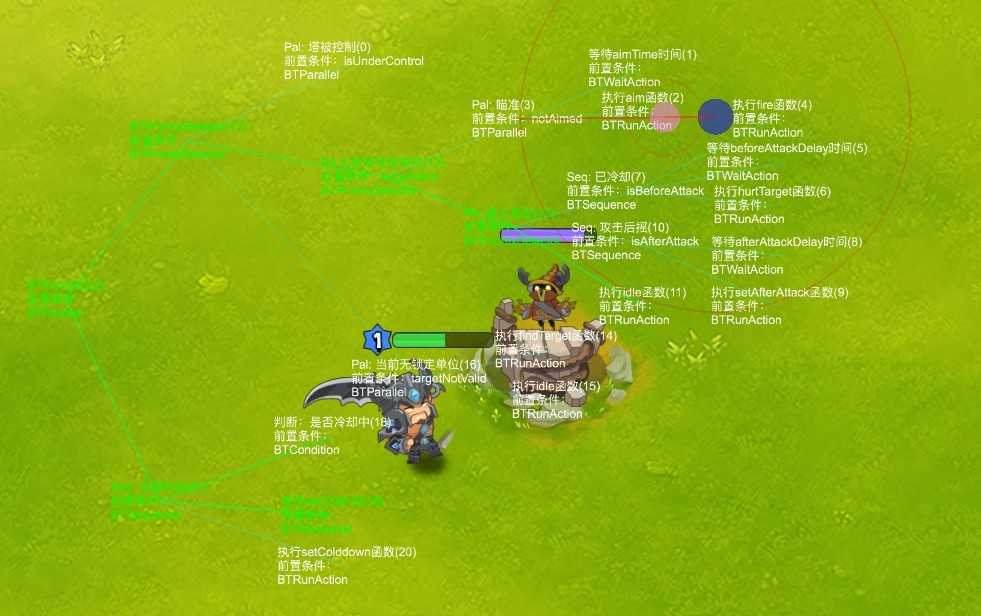 Pal: 塔被控制(0)
前置条件：isUnderControl
BTParallel
等待aimTime时间(1)
前置条件：
BTWaitAction
执行aim函数(2)
前置条件：
BTRunAction
Pal: 瞄准(3)
前置条件：notAimed
BTParallel
执行fire函数(4)
前置条件：
BTRunAction
等待beforeAttackDelay时间(5)
前置条件：
BTWaitAction
执行hurtTarget函数(6)
前置条件：
BTRunAction
Seq: 已冷却(7)
前置条件：isBeforeAttack
BTSequence
等待afterAttackDelay时间(8)
前置条件：
BTWaitAction
执行setAfterAttack函数(9)
前置条件：
BTRunAction
Seq: 攻击后摇(10)
前置条件：isAfterAttack
BTSequence
执行idle函数(11)
前置条件：
BTRunAction
执行findTarget函数(14)
前置条件：
BTRunAction
执行idle函数(15)
前置条件：
BTRunAction
1
Pal: 当前无锁定单位(16)
前置条件：targetNotValid
BTParallel
判断：是否冷却中(18)
前置条件：
BTCondition
执行setColddown函数(20)
前置条件：
BTRunAction